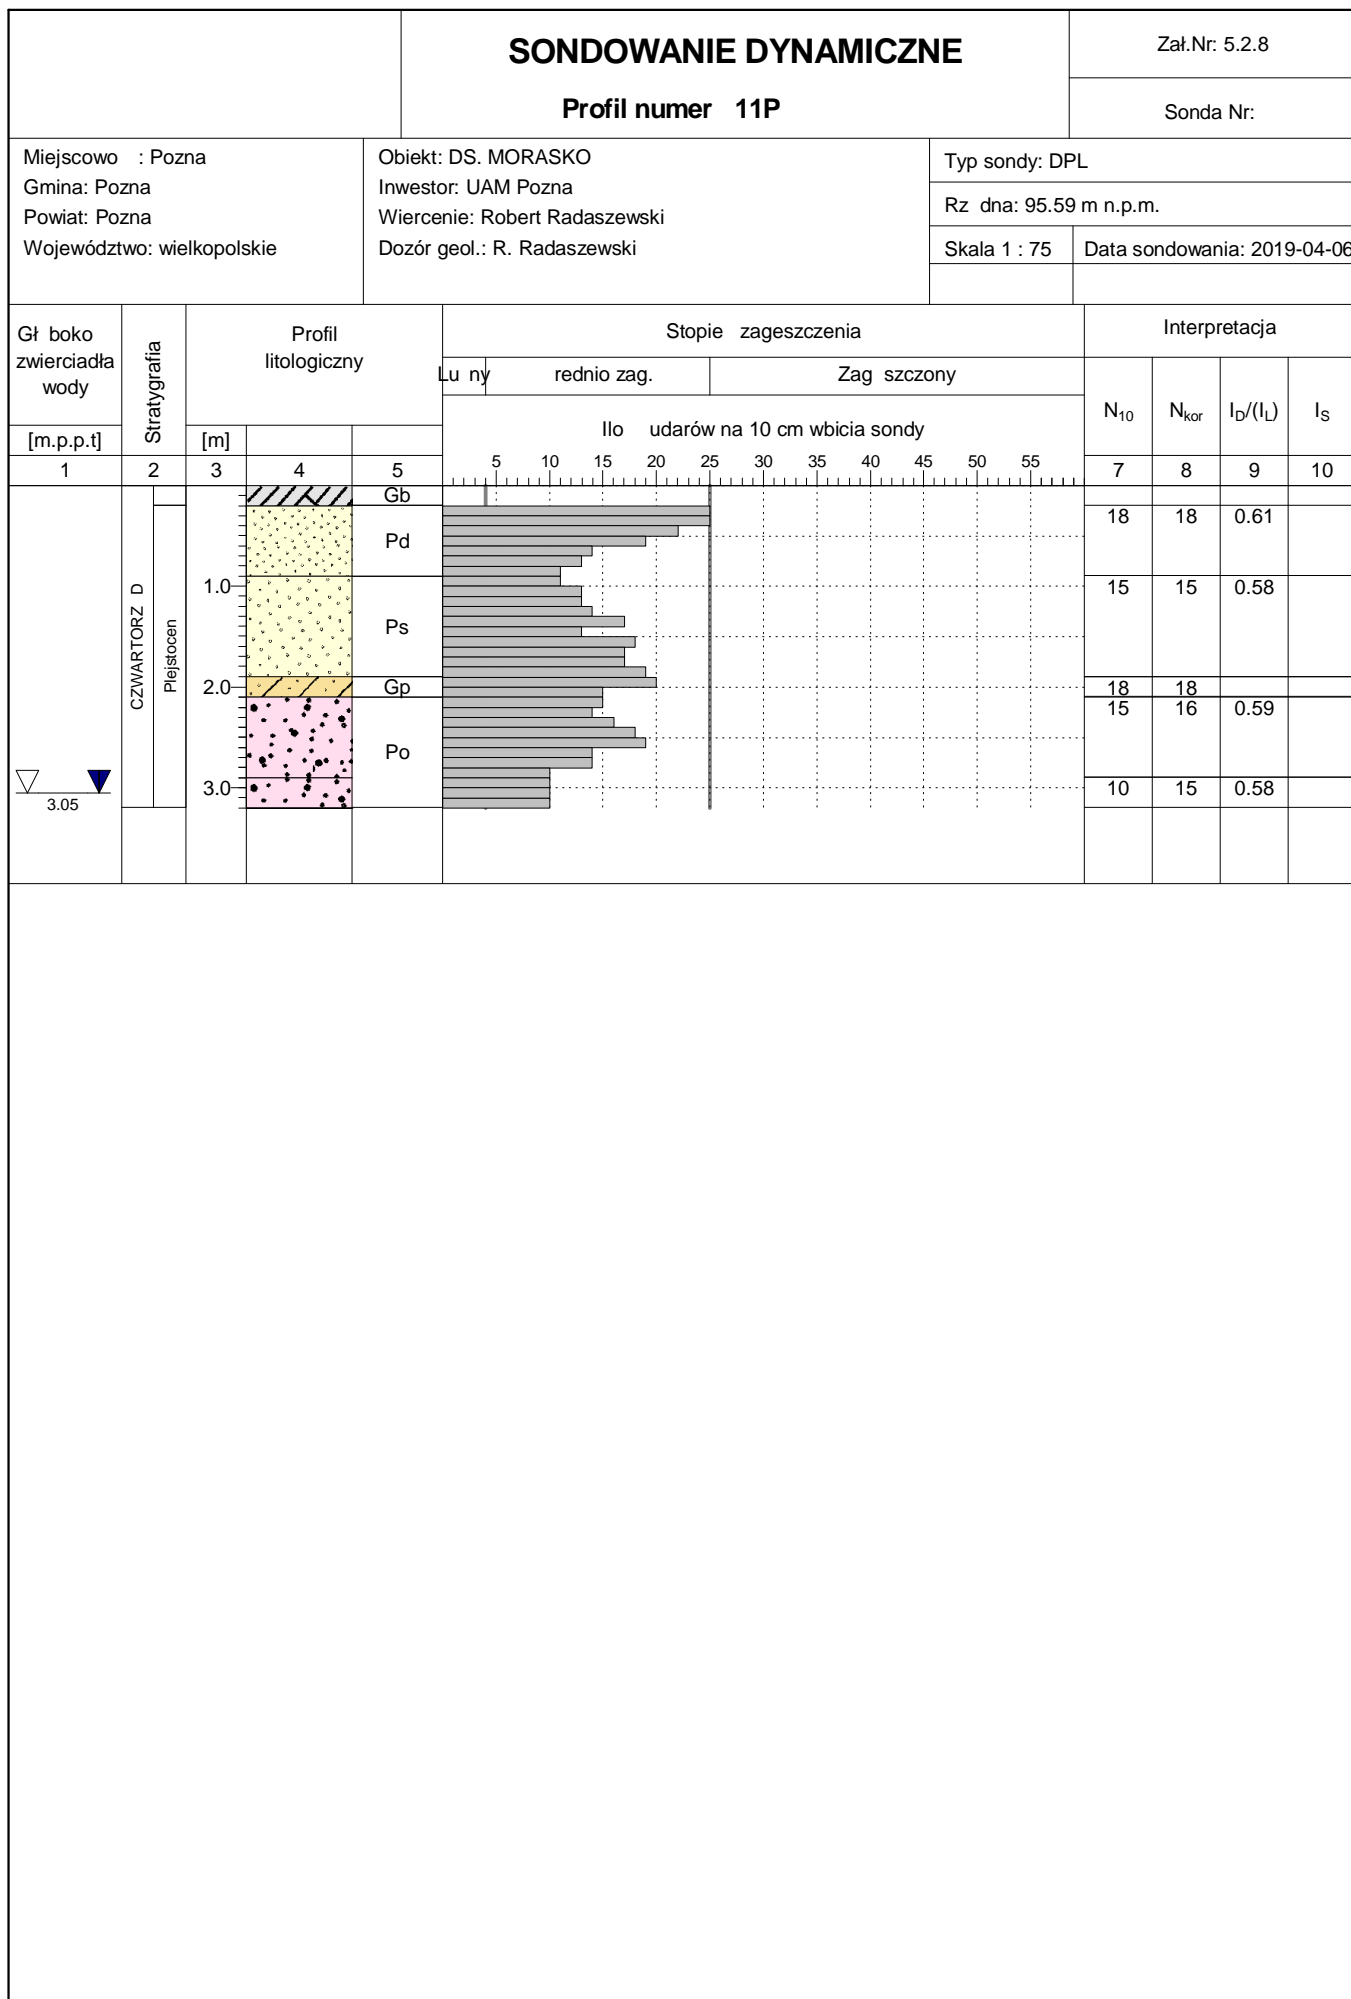 SONDOWANIE DYNAMICZNE
Profil numer 11P
Zał.Nr: 5.2.8
Sonda Nr:
Miejscowo : Pozna
Gmina: Pozna
Powiat: Pozna
Województwo: wielkopolskie
Obiekt: DS. MORASKO
Inwestor: UAM Pozna
Wiercenie: Robert Radaszewski
Dozór geol.: R. Radaszewski
Typ sondy: DPL
Rz dna: 95.59 m n.p.m.
Skala 1 : 75 Data sondowania: 2019-04-06
Gł boko
zwierciadła
wody
[m.p.p.t]
Stratygrafia
Profil
litologiczny
[m]
Stopie zageszczenia
Lu ny rednio zag. Zag szczony
Ilo udarów na 10 cm wbicia sondy
5 10 15 20 25 30 35 40 45 50 55
Interpretacja
N10 Nkor ID/(IL) IS
1 2 3 4 5 7 8 9 10
CZWARTORZ D
Plejstocen
Gb
Pd 18 18 0.61
1.0 15 15 0.58
Ps
2.0 Gp 18 18
15 16 0.59
Po
3.0 10 15 0.58
3.05